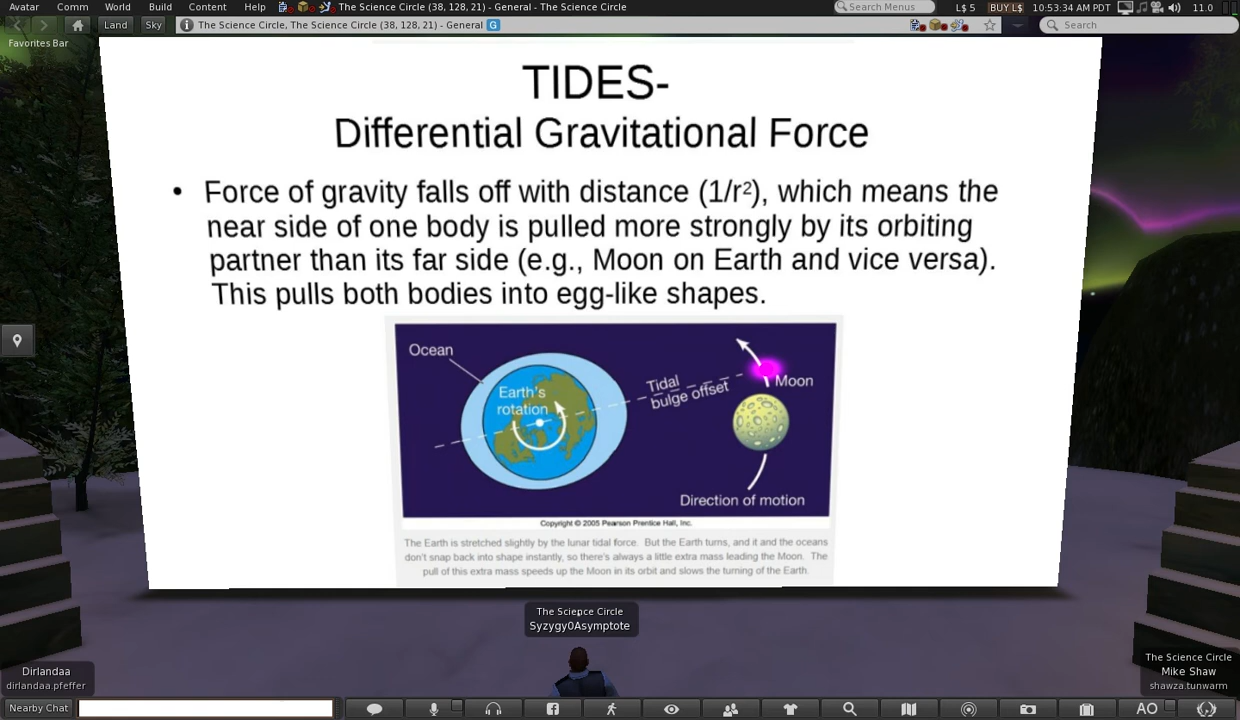 Avatar Comm World Build Content Help The Science Circle, The Science Circle (38, 128, 21) - General - The Science Circle Search Menus L$ 5 BUY L$ 10:53:34 AM PDT 11.0
Land Sky The Science Circle, The Science Circle (38, 128, 21) - General G Search
Favorites Bar
TIDES-
Differential Gravitational Force
• Force of gravity falls off with distance (1/r²), which means the
near side of one body is pulled more strongly by its orbiting
partner than its far side (e.g., Moon on Earth and vice versa).
This pulls both bodies into egg-like shapes.
Ocean
Earth's
rotation
Tidal
bulge offset
Moon
Direction of motion
Copyright © 2005 Pearson Prentice Hall, Inc.
The Earth is stretched slightly by the lunar tidal force. But the Earth turns, and it and the oceans
don't snap back into shape instantly, so there's always a little extra mass leading the Moon. The
pull of this extra mass speeds up the Moon in its orbit and slows the turning of the Earth.
The Science Circle
Syzygy0Asymptote
Dirlandaa
dirlandaa.pfeffer
The Science Circle
Mike Shaw
shawza.tunwarm
Nearby Chat
AO